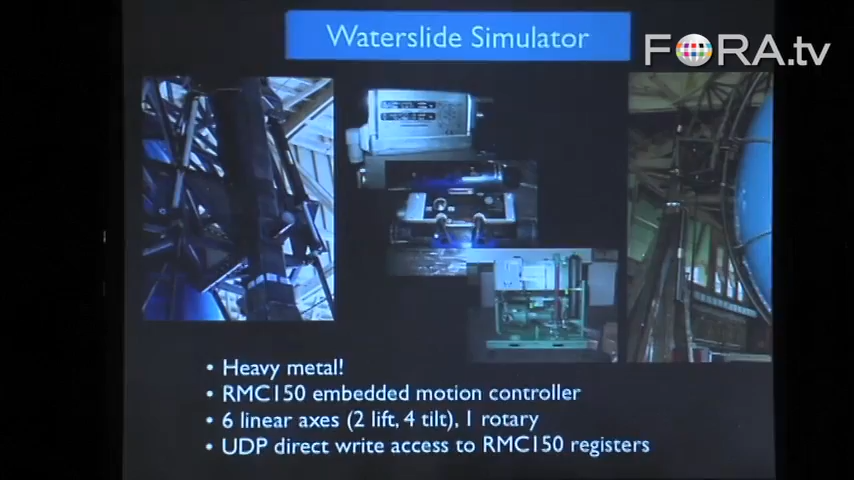 Waterslide Simulator
FORA.tv
• Heavy metal!
• RMC150 embedded motion controller
• 6 linear axes (2 lift, 4 tilt), 1 rotary
• UDP direct write access to RMC150 registers